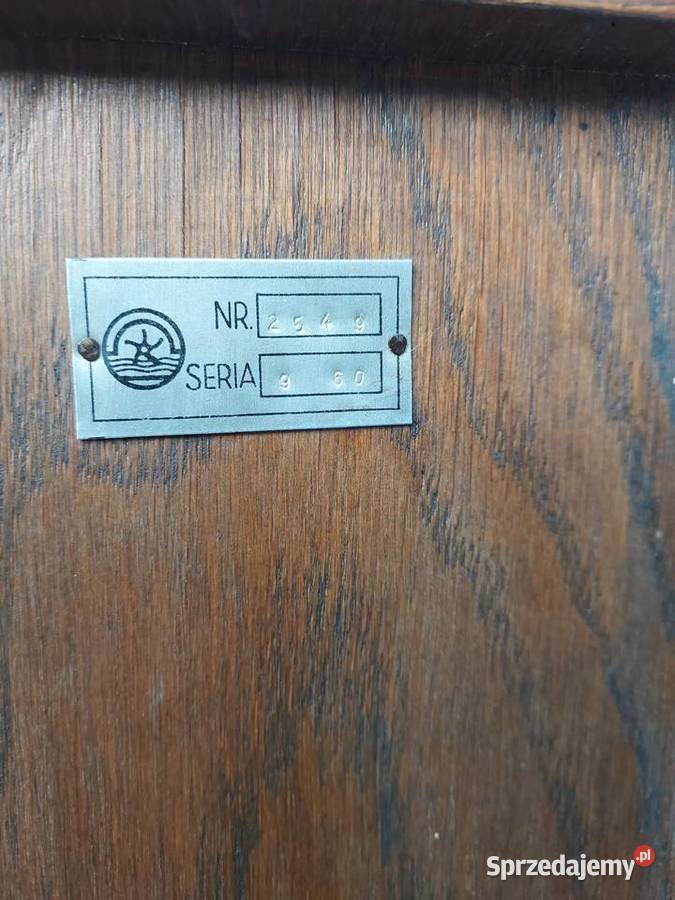 NR. 2549
SERIA 9 60
Sprzedajemy.pl